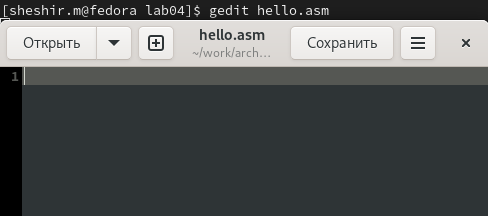 [sheshir.m@fedora lab04]$ gedit hello.asm
Открыть
hello.asm
~/work/arch…
Сохранить
1